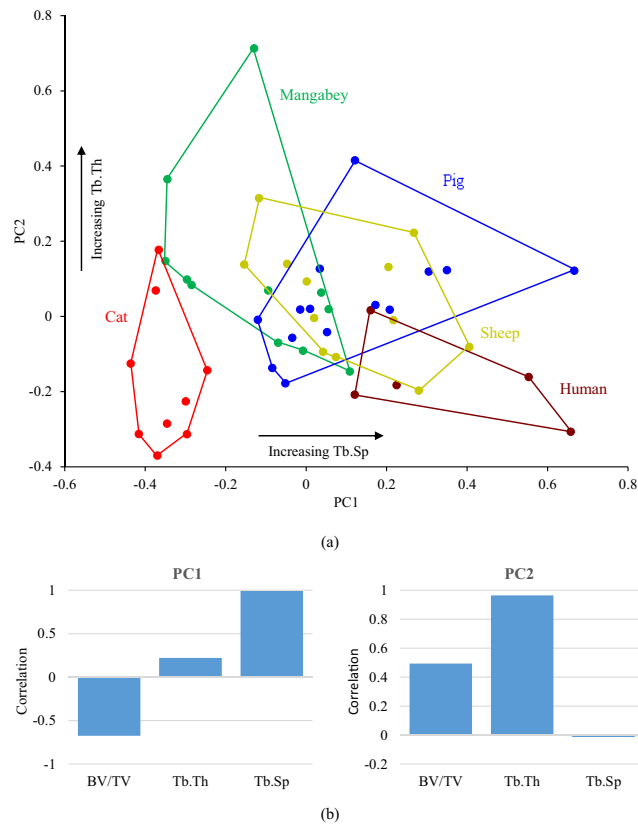 0.8
0.6
0.4
0.2
0
-0.2
-0.4
PC2
Increasing Tb.Th
Mangabey
Pig
Cat
Sheep
Human
Increasing Tb.Sp
-0.6
-0.4
-0.2
0
0.2
0.4
0.6
0.8
PC1
(a)
PC1
1
0.5
0
-0.5
-1
Correlation
BV/TV
Tb.Th
Tb.Sp
PC2
1
0.8
0.6
0.4
0.2
0
-0.2
Correlation
BV/TV
Tb.Th
Tb.Sp
(b)